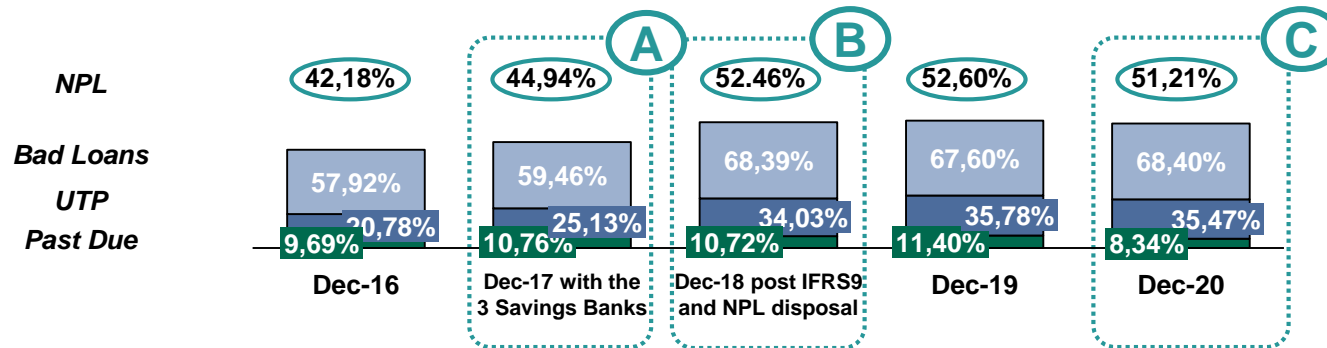 A
B
C
NPL
42,18%
44,94%
52.46%
52,60%
51,21%
Bad Loans
57,92%
59,46%
68,39%
67,60%
68,40%
UTP
20,78%
25,13%
34,03%
35,78%
35,47%
Past Due
9,69%
10,76%
10,72%
11,40%
8,34%
Dec-16
Dec-17 with the
3 Savings Banks
Dec-18 post IFRS9
and NPL disposal
Dec-19
Dec-20